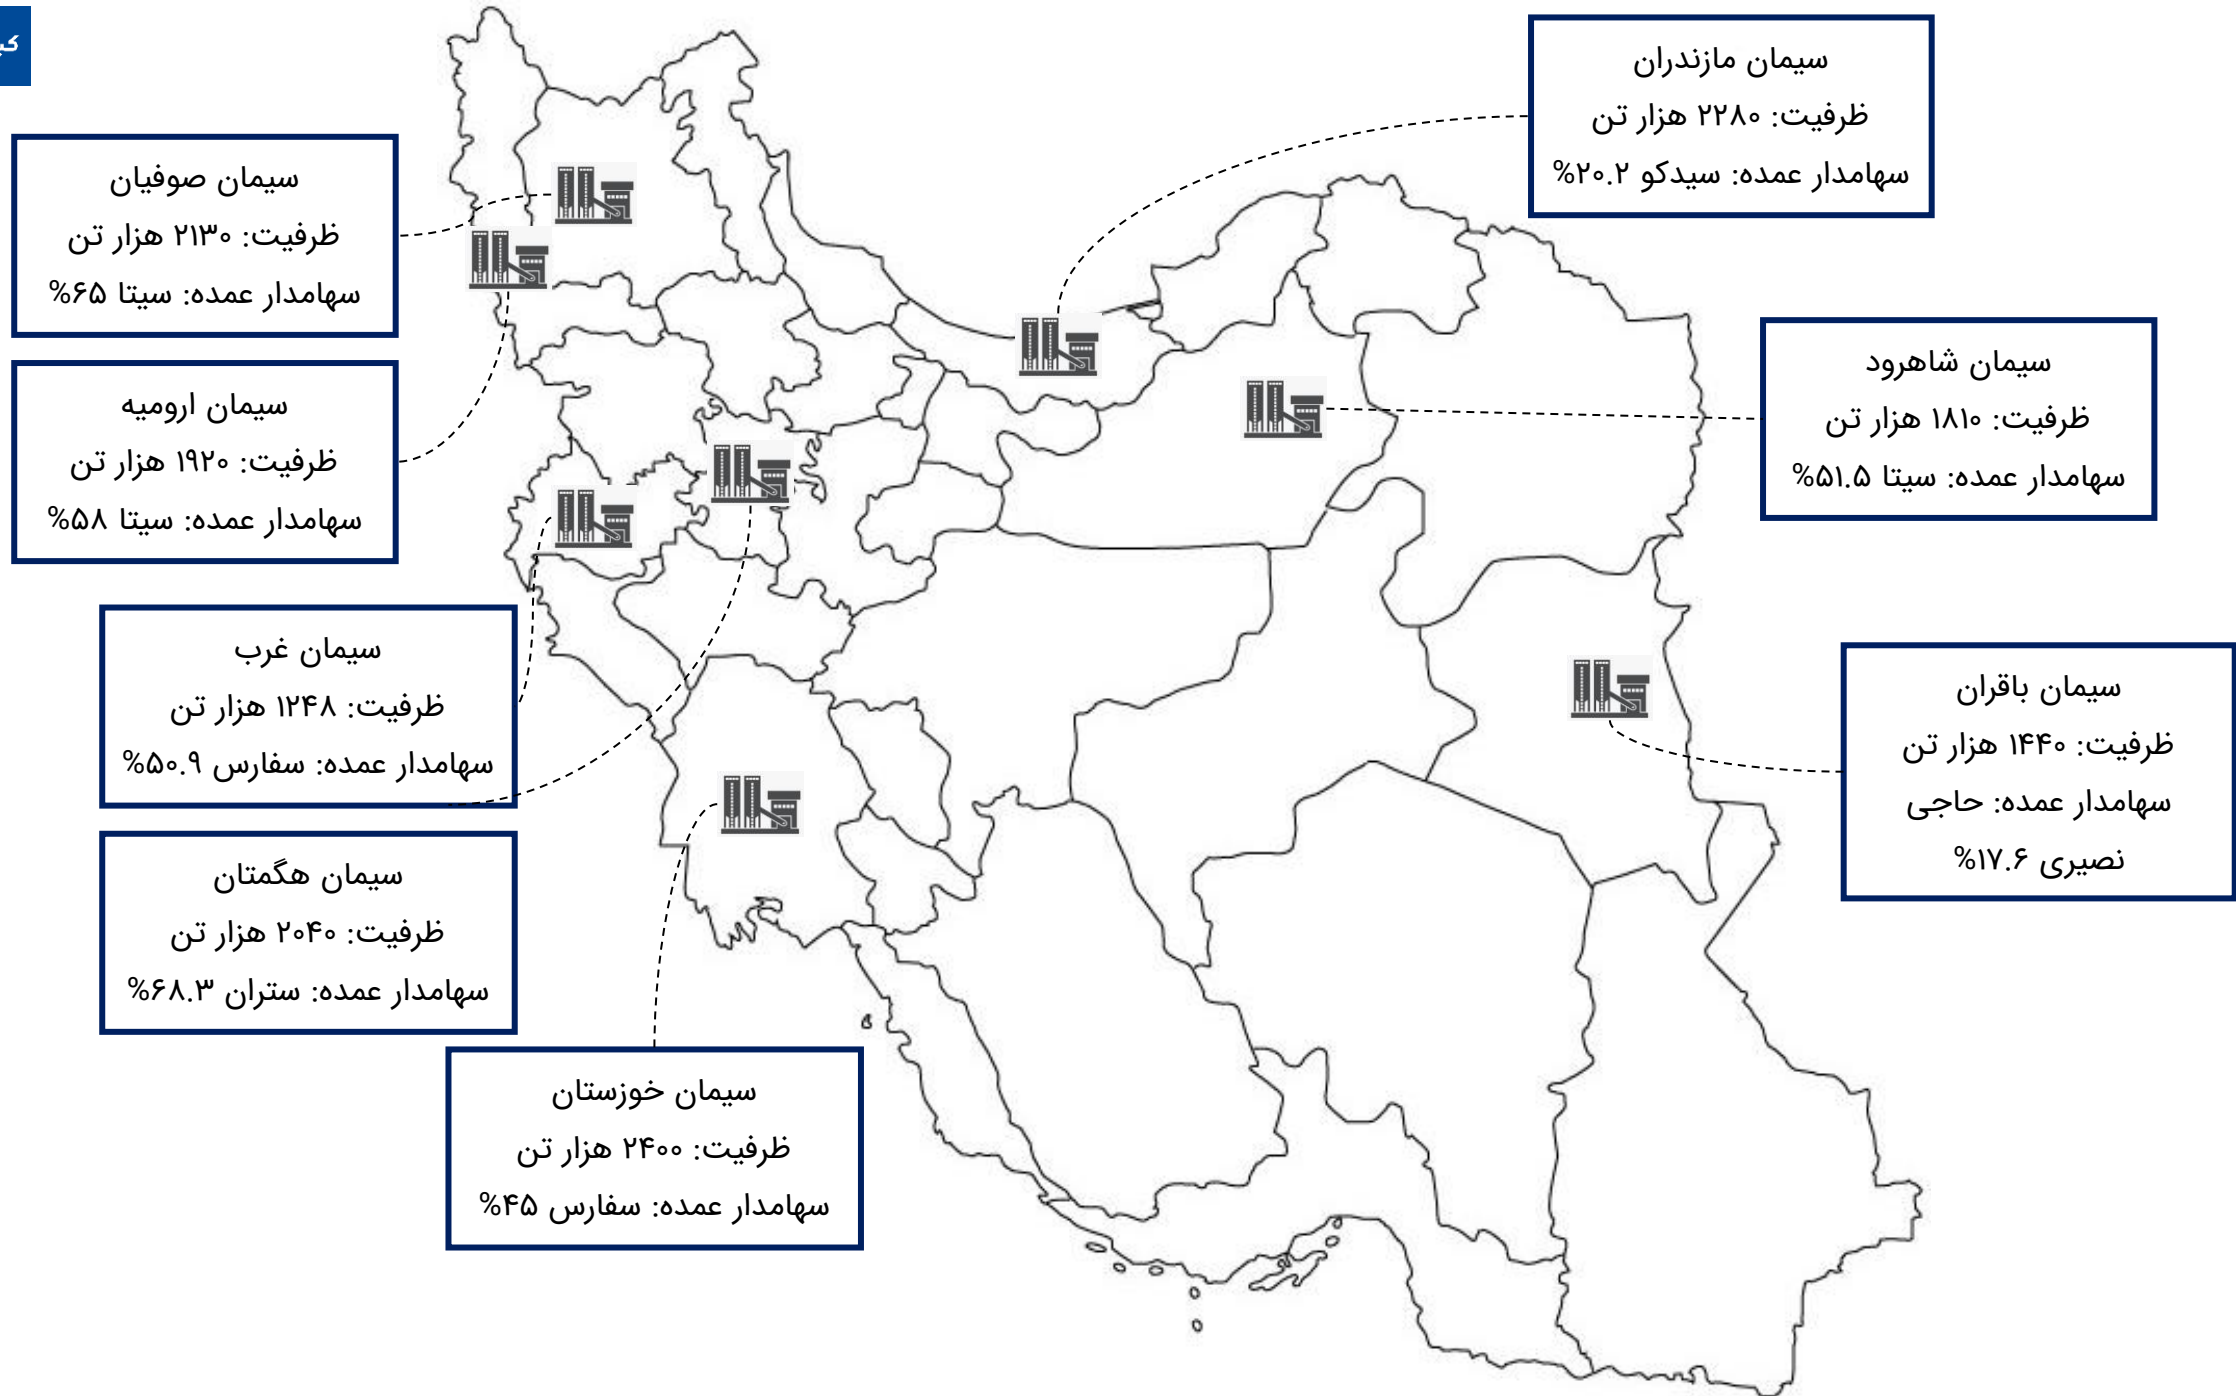 سیمان مازندران
ظرفیت: ۲۲۸۰ هزار تن
سهامدار عمده: سیدکو ۲۰.۲%
سیمان صوفیان
ظرفیت: ۲۱۳۰ هزار تن
سهامدار عمده: سیتا ۶۵%
سیمان شاهرود
ظرفیت: ۱۸۱۰ هزار تن
سهامدار عمده: سیتا ۵۱.۵%
سیمان ارومیه
ظرفیت: ۱۹۲۰ هزار تن
سهامدار عمده: سیتا ۵۸%
سیمان غرب
ظرفیت: ۱۲۴۸ هزار تن
سهامدار عمده: سفارس ۵۰.۹%
سیمان باقران
ظرفیت: ۱۴۴۰ هزار تن
سهامدار عمده: حاجی
نصیری ۱۷.۶%
سیمان هگمتان
ظرفیت: ۲۰۴۰ هزار تن
سهامدار عمده: ستران ۶۸.۳%
سیمان خوزستان
ظرفیت: ۲۴۰۰ هزار تن
سهامدار عمده: سفارس ۴۵%